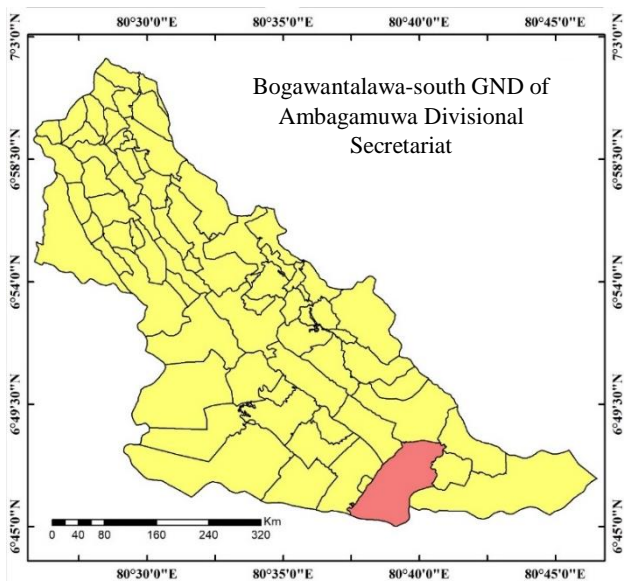 80°30'0"E 80°35'0"E 80°40'0"E 80°45'0"E
7°3'0"N 7°3'0"N
Bogawantalawa-south GND of
Ambagamuwa Divisional
Secretariat
6°58'30"N 6°58'30"N
6°54'0"N 6°54'0"N
6°49'30"N 6°49'30"N
6°45'0"N 6°45'0"N
Km
0 40 80 160 240 320
80°30'0"E 80°35'0"E 80°40'0"E 80°45'0"E